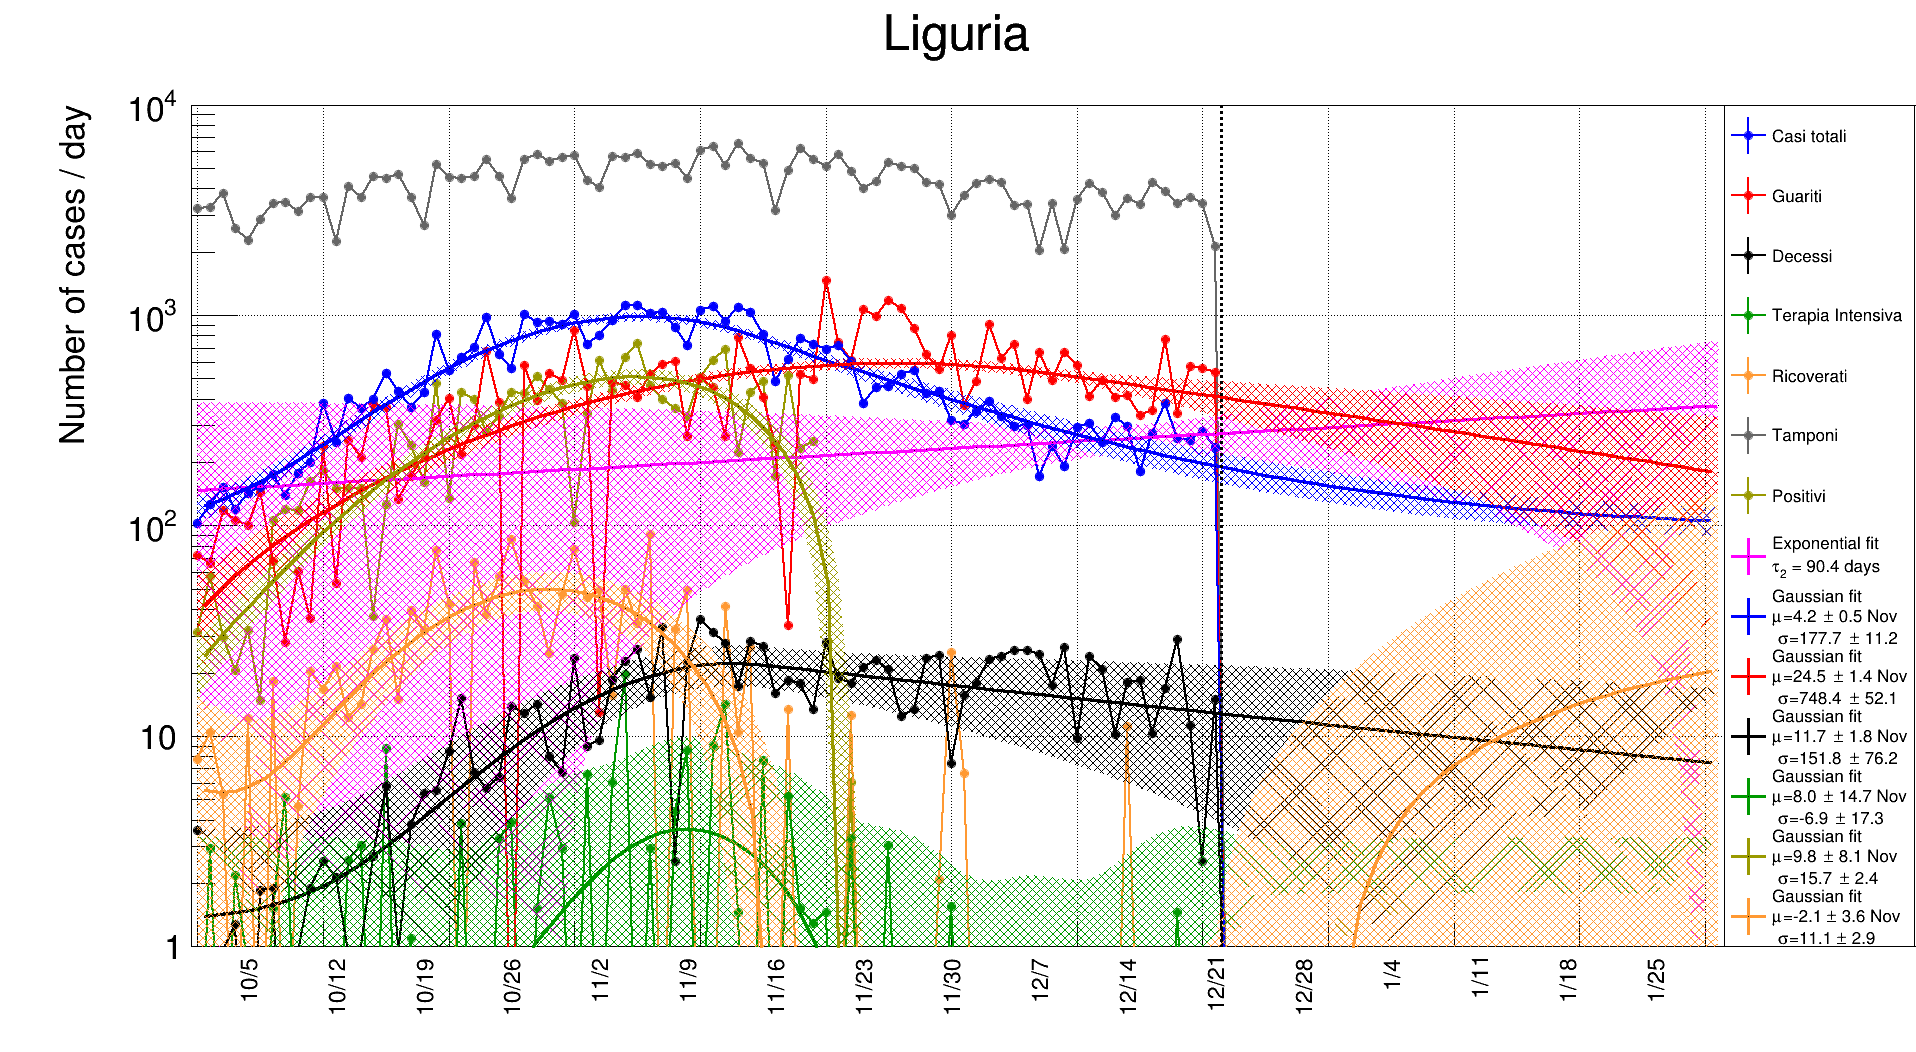 Liguria
Number of cases / day
10^4
10^3
10^2
10
1
10/5
10/12
10/19
10/26
11/2
11/9
11/16
11/23
11/30
12/7
12/14
12/21
12/28
1/4
1/11
1/18
1/25
Casi totali
Guariti
Decessi
Terapia Intensiva
Ricoverati
Tamponi
Positivi
Exponential fit
τ₂ = 90.4 days
Gaussian fit
μ=4.2 ± 0.5 Nov
σ=177.7 ± 11.2
Gaussian fit
μ=24.5 ± 1.4 Nov
σ=748.4 ± 52.1
Gaussian fit
μ=11.7 ± 1.8 Nov
σ=151.8 ± 76.2
Gaussian fit
μ=8.0 ± 14.7 Nov
σ=-6.9 ± 17.3
Gaussian fit
μ=9.8 ± 8.1 Nov
σ=15.7 ± 2.4
Gaussian fit
μ=-2.1 ± 3.6 Nov
σ=11.1 ± 2.9